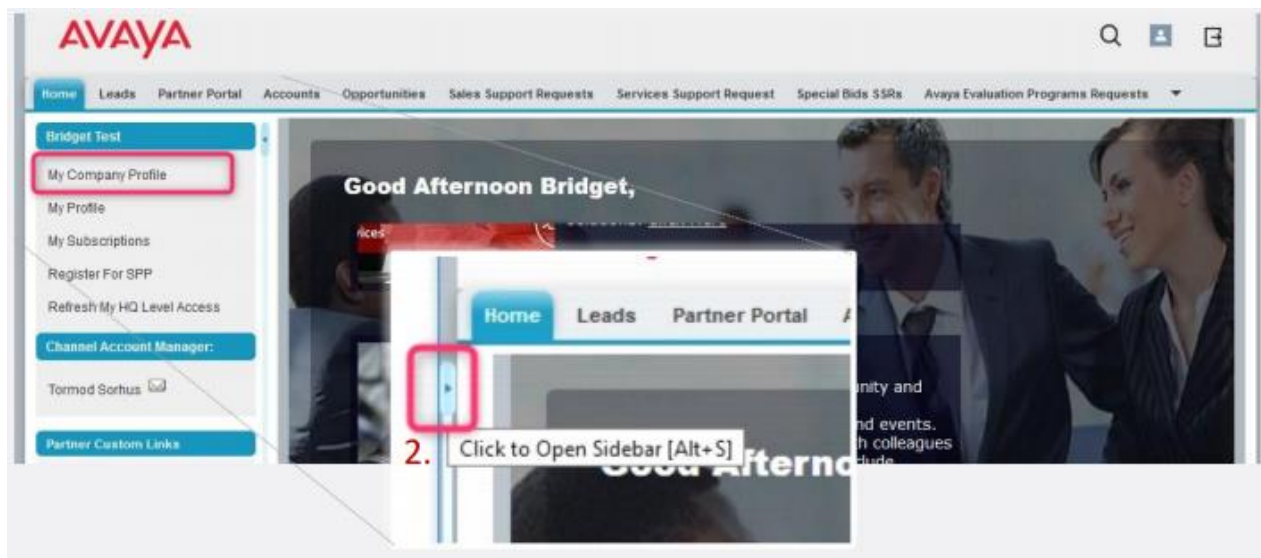 AVAYA
Home Leads Partner Portal Accounts Opportunities Sales Support Requests Services Support Request Special Bids SSRs Avaya Evaluation Programs Requests
Bridget Test
My Company Profile
My Profile
My Subscriptions
Register For SPP
Refresh My HQ Level Access
Channel Account Manager:
Tormod Sorhus
Partner Custom Links
Good Afternoon Bridget,
Home Leads Partner Portal A
2.
Click to Open Sidebar [Alt+S]
Good Afterno
unity and
nd events.
h colleagues